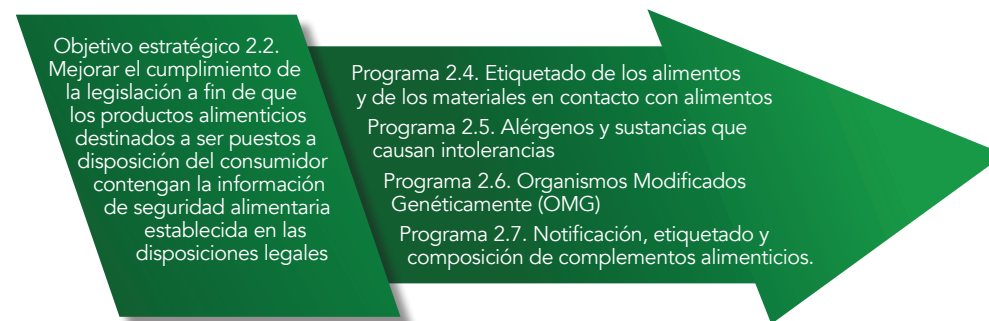 Objetivo estratégico 2.2.
Mejorar el cumplimiento de
la legislación a fin de que
los productos alimenticios
destinados a ser puestos a
disposición del consumidor
contengan la información
de seguridad alimentaria
establecida en las
disposiciones legales
Programa 2.4. Etiquetado de los alimentos
y de los materiales en contacto con alimentos
Programa 2.5. Alérgenos y sustancias que
causan intolerancias
Programa 2.6. Organismos Modificados
Genéticamente (OMG)
Programa 2.7. Notificación, etiquetado y
composición de complementos alimenticios.